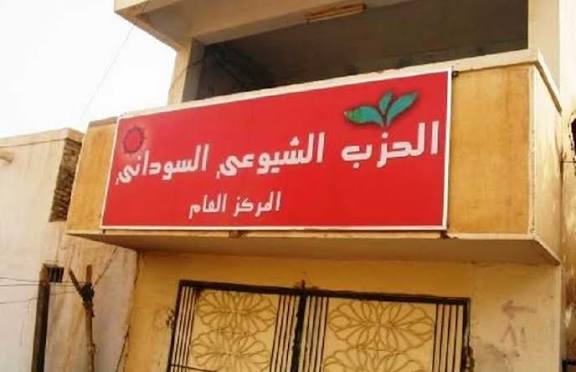 الحزب الشيوعي السوداني
المركز العام